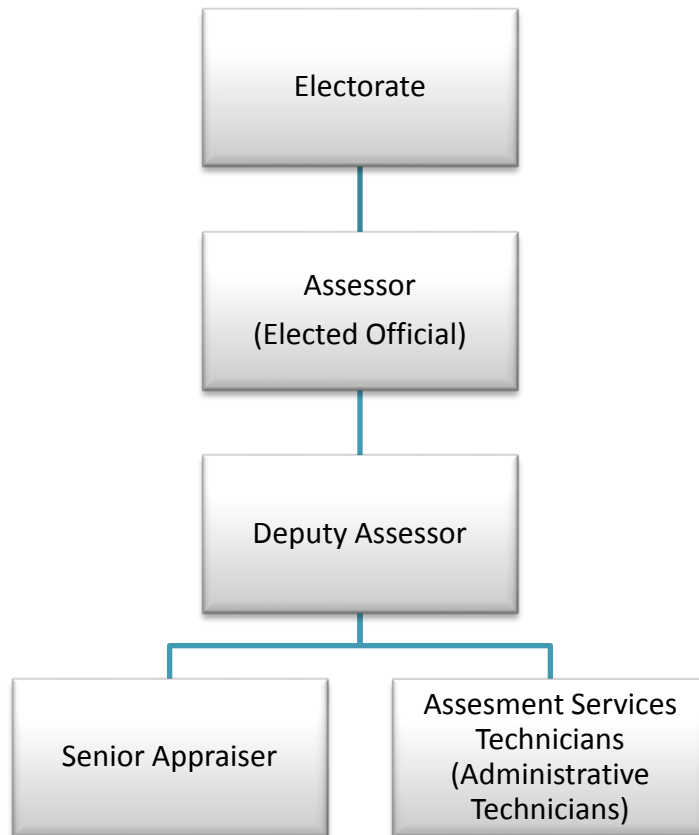 Electorate
Assessor
(Elected Official)
Deputy Assessor
Senior Appraiser
Assesment Services
Technicians
(Administrative
Technicians)